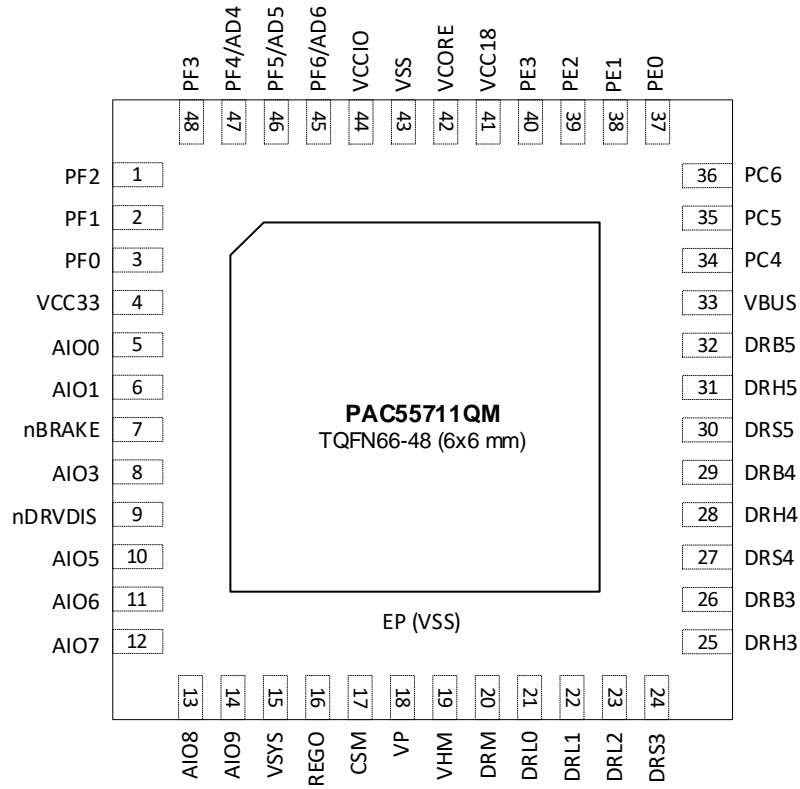 PF3
PF4/AD4
PF5/AD5
PF6/AD6
VCCIO
VSS
VCORE
VCC18
PE3
PE2
PE1
PE0
48
47
46
45
44
43
42
41
40
39
38
37
PF2 1
PF1 2
PF0 3
VCC33 4
AIO0 5
AIO1 6
nBRAKE 7
AIO3 8
nDRVDIS 9
AIO5 10
AIO6 11
AIO7 12
PAC55711QM
TQFN66-48 (6x6 mm)
EP (VSS)
36 PC6
35 PC5
34 PC4
33 VBUS
32 DRB5
31 DRH5
30 DRS5
29 DRB4
28 DRH4
27 DRS4
26 DRB3
25 DRH3
13
14
15
16
17
18
19
20
21
22
23
24
AIO8
AIO9
VSYS
REGO
CSM
VP
VHM
DRM
DRL0
DRL1
DRL2
DRS3